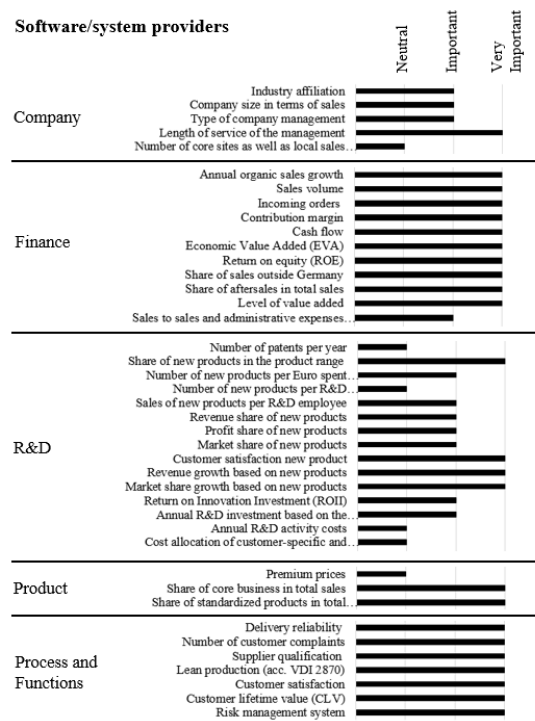 Software/system providers
Neutral
Important
Very
Important
Company
Industry affiliation
Company size in terms of sales
Type of company management
Length of service of the management
Number of core sites as well as local sales…
Finance
Annual organic sales growth
Sales volume
Incoming orders
Contribution margin
Cash flow
Economic Value Added (EVA)
Return on equity (ROE)
Share of sales outside Germany
Share of aftersales in total sales
Level of value added
Sales to sales and administrative expenses…
R&D
Number of patents per year
Share of new products in the product range
Number of new products per Euro spent…
Number of new products per R&D…
Sales of new products per R&D employee
Revenue share of new products
Profit share of new products
Market share of new products
Customer satisfaction new product
Revenue growth based on new products
Market share growth based on new products
Return on Innovation Investment (ROII)
Annual R&D investment based on the…
Annual R&D activity costs
Cost allocation of customer-specific and…
Product
Premium prices
Share of core business in total sales
Share of standardized products in total…
Process and
Functions
Delivery reliability
Number of customer complaints
Supplier qualification
Lean production (acc. VDI 2870)
Customer satisfaction
Customer lifetime value (CLV)
Risk management system